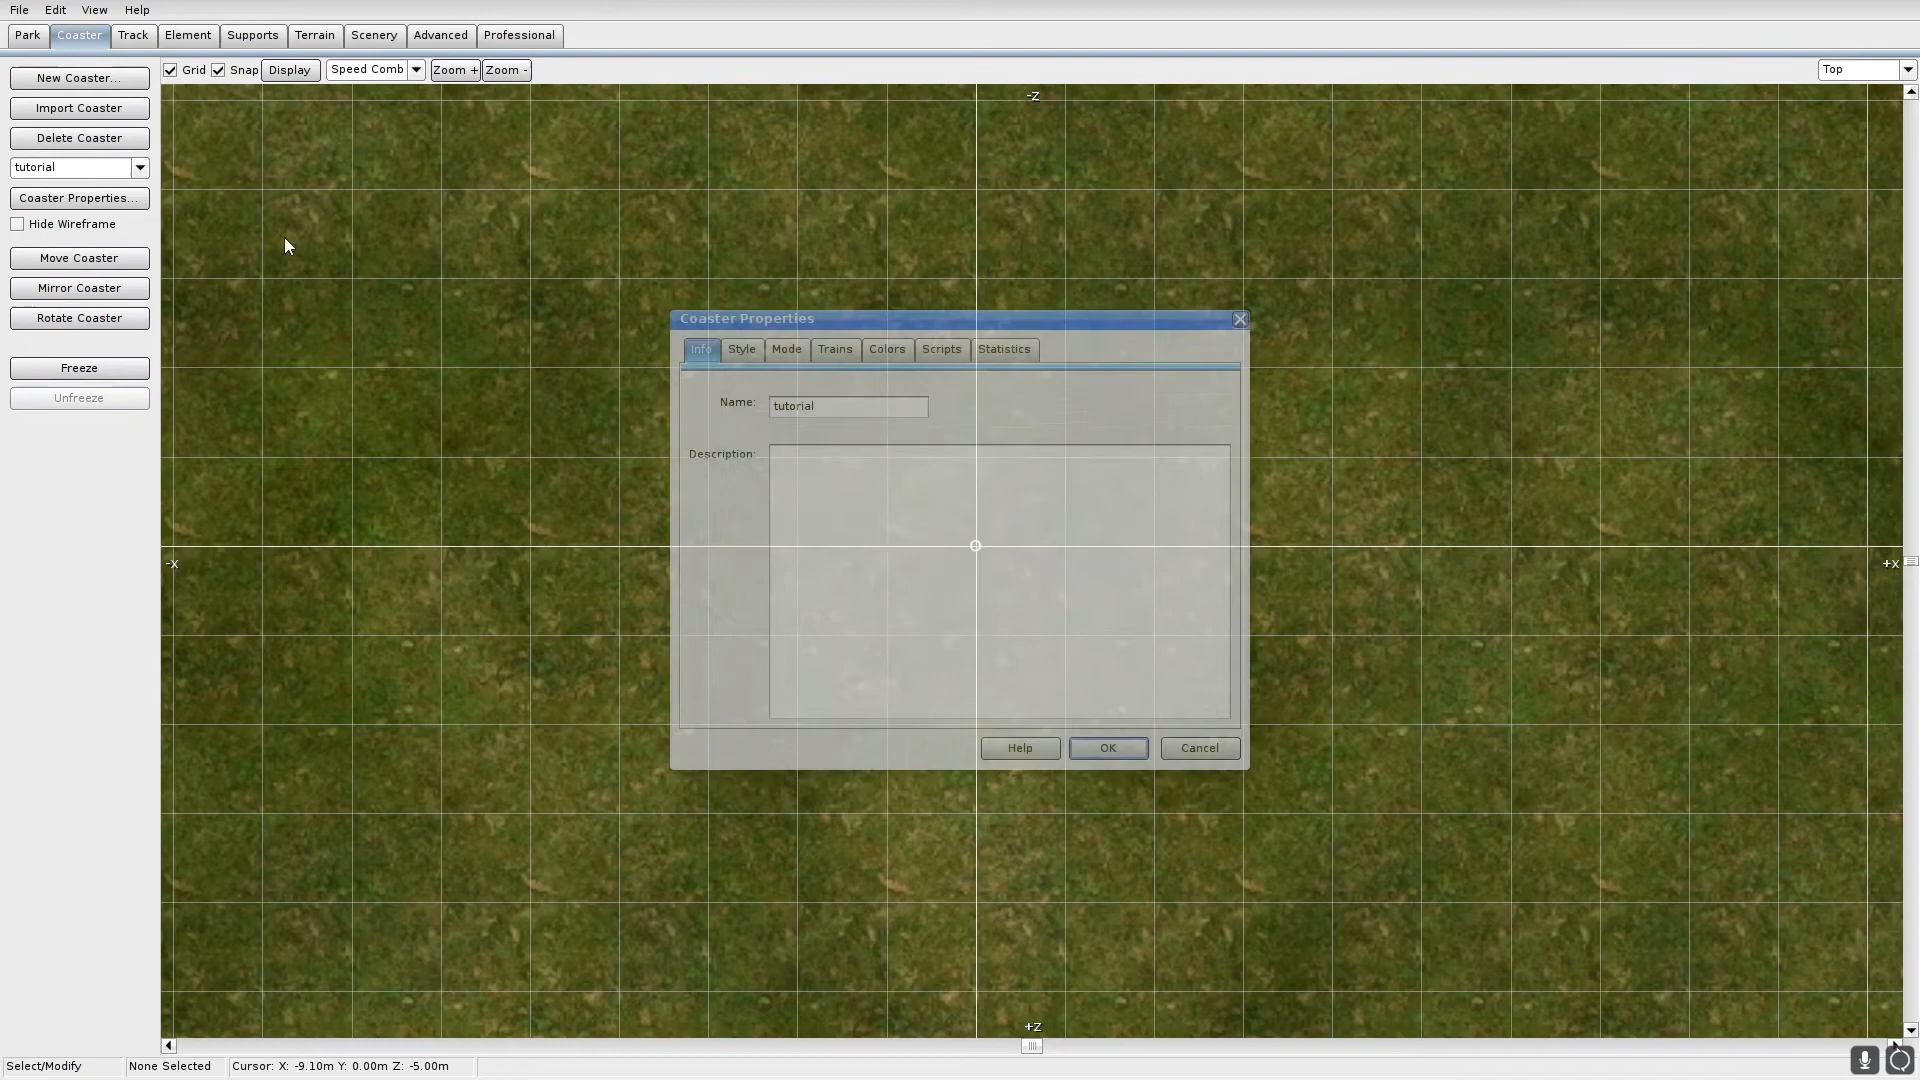 File Edit View Help
Park Coaster Track Element Supports Terrain Scenery Advanced Professional
New Coaster... Grid Snap Display Speed Comb Zoom + Zoom - Top
-Z
Import Coaster
Delete Coaster
tutorial
Coaster Properties...
Hide Wireframe
Move Coaster
Mirror Coaster
Rotate Coaster
Freeze
Unfreeze
Coaster Properties
Info Style Mode Trains Colors Scripts Statistics
Name: tutorial
Description:
-X
+X
Help OK Cancel
+Z
Select/Modify None Selected Cursor: X: -9.10m Y: 0.00m Z: -5.00m